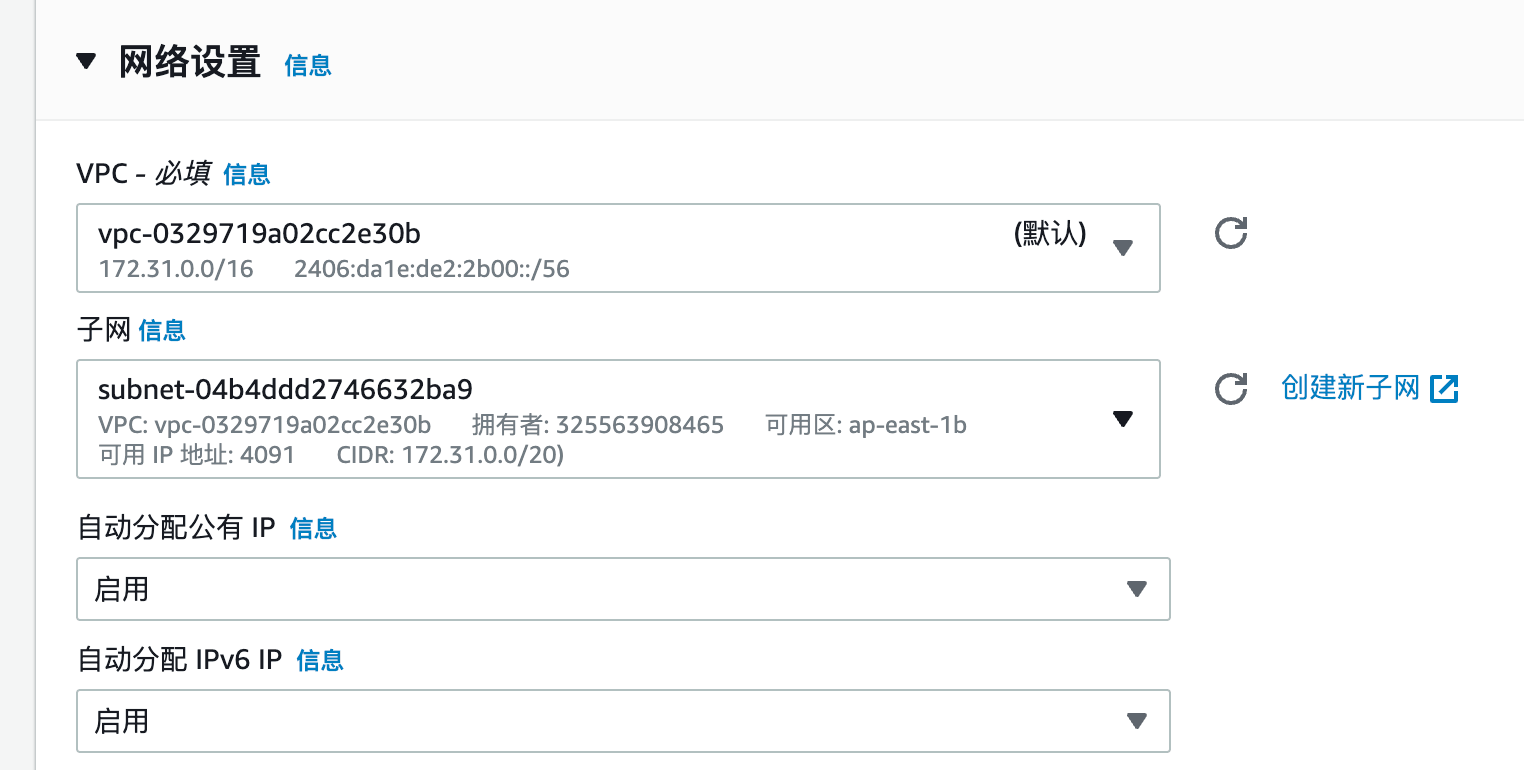 网络设置 信息
VPC - 必填 信息
vpc-0329719a02cc2e30b (默认)
172.31.0.0/16 2406:da1e:de2:2b00::/56
子网 信息
subnet-04b4ddd2746632ba9
VPC: vpc-0329719a02cc2e30b 拥有者: 325563908465 可用区: ap-east-1b
可用 IP 地址: 4091 CIDR: 172.31.0.0/20)
创建新子网
自动分配公有 IP 信息
启用
自动分配 IPv6 IP 信息
启用